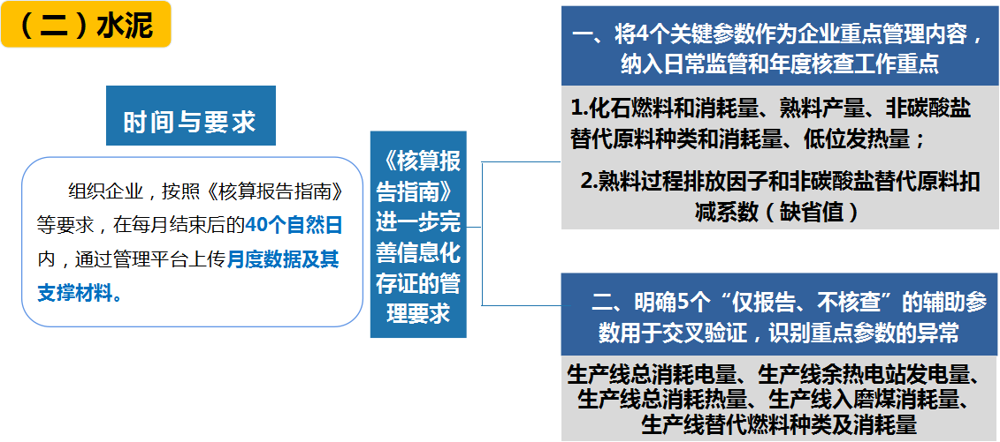 （二）水泥
时间与要求
组织企业，按照《核算报告指南》
等要求，在每月结束后的40个自然日
内，通过管理平台上传月度数据及其
支撑材料。
《核算报
告指南》
进一步完
善信息化
存证的管
理要求
一、将4个关键参数作为企业重点管理内容，
纳入日常监管和年度核查工作重点
1.化石燃料和消耗量、熟料产量、非碳酸盐
替代原料种类和消耗量、低位发热量；
2.熟料过程排放因子和非碳酸盐替代原料扣
减系数（缺省值）
二、明确5个“仅报告、不核查”的辅助参
数用于交叉验证，识别重点参数的异常
生产线总消耗电量、生产线余热电站发电量、
生产线总消耗热量、生产线入磨煤消耗量、
生产线替代燃料种类及消耗量